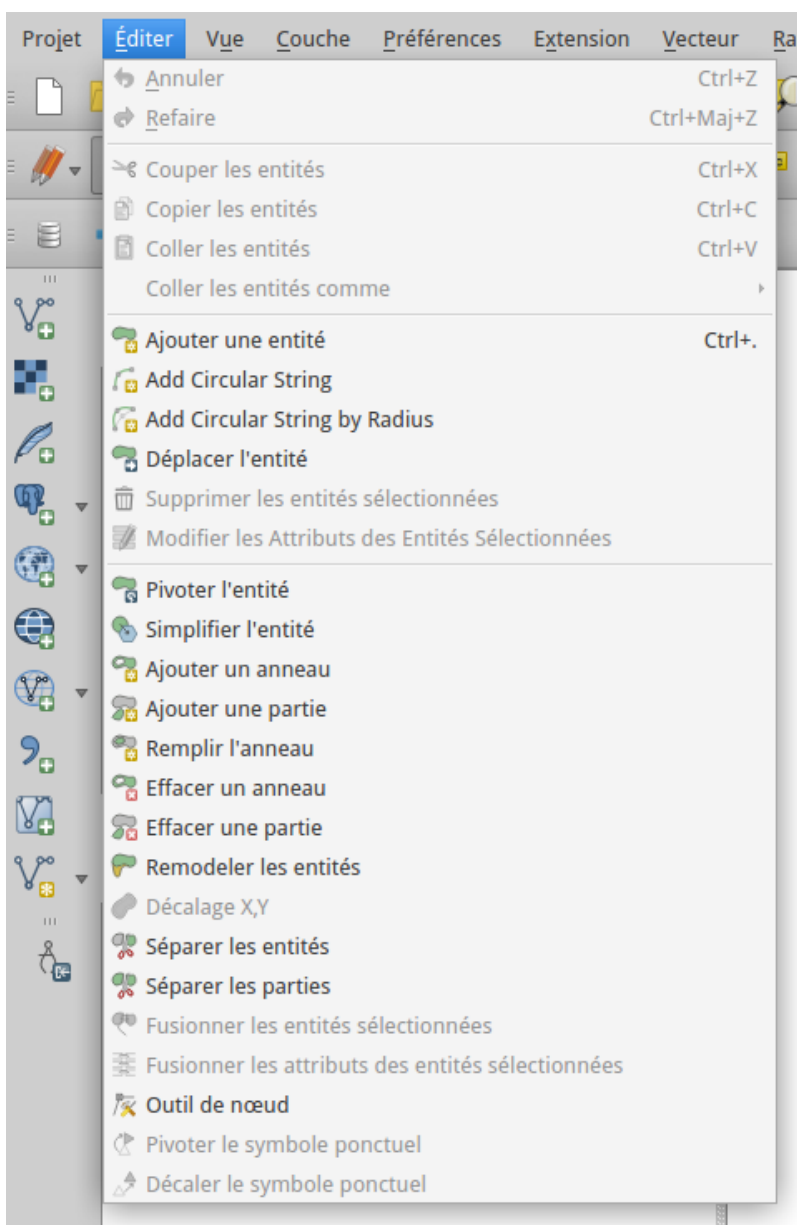 Projet Éditer Vue Couche Préférences Extension Vecteur Ra
Annuler Ctrl+Z
Refaire Ctrl+Maj+Z
Couper les entités Ctrl+X
Copier les entités Ctrl+C
Coller les entités Ctrl+V
Coller les entités comme
Ajouter une entité Ctrl+.
Add Circular String
Add Circular String by Radius
Déplacer l'entité
Supprimer les entités sélectionnées
Modifier les Attributs des Entités Sélectionnées
Pivoter l'entité
Simplifier l'entité
Ajouter un anneau
Ajouter une partie
Remplir l'anneau
Effacer un anneau
Effacer une partie
Remodeler les entités
Décalage X,Y
Séparer les entités
Séparer les parties
Fusionner les entités sélectionnées
Fusionner les attributs des entités sélectionnées
Outil de nœud
Pivoter le symbole ponctuel
Décaler le symbole ponctuel